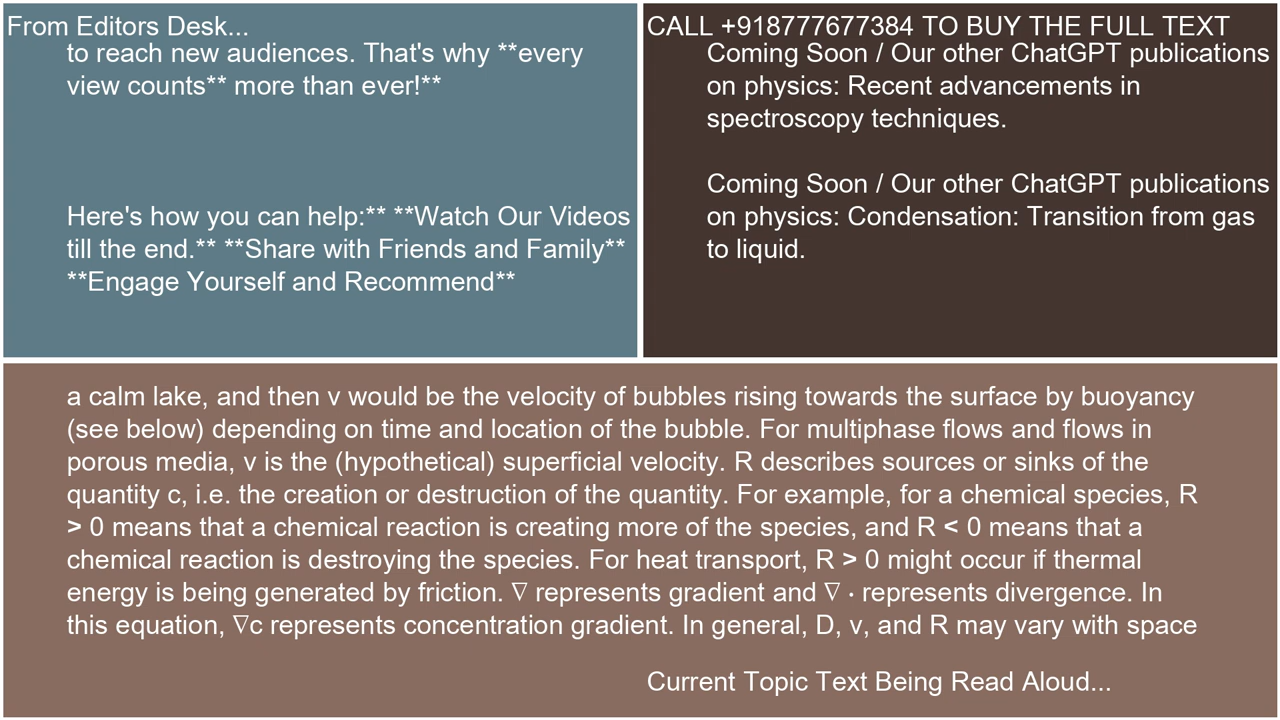 From Editors Desk...
to reach new audiences. That's why **every
view counts** more than ever!**
Here's how you can help:** **Watch Our Videos
till the end.** **Share with Friends and Family**
**Engage Yourself and Recommend**
CALL +918777677384 TO BUY THE FULL TEXT
Coming Soon / Our other ChatGPT publications
on physics: Recent advancements in
spectroscopy techniques.
Coming Soon / Our other ChatGPT publications
on physics: Condensation: Transition from gas
to liquid.
a calm lake, and then v would be the velocity of bubbles rising towards the surface by buoyancy
(see below) depending on time and location of the bubble. For multiphase flows and flows in
porous media, v is the (hypothetical) superficial velocity. R describes sources or sinks of the
quantity c, i.e. the creation or destruction of the quantity. For example, for a chemical species, R
> 0 means that a chemical reaction is creating more of the species, and R < 0 means that a
chemical reaction is destroying the species. For heat transport, R > 0 might occur if thermal
energy is being generated by friction. ∇ represents gradient and ∇ ⋅ represents divergence. In
this equation, ∇c represents concentration gradient. In general, D, v, and R may vary with space
Current Topic Text Being Read Aloud...